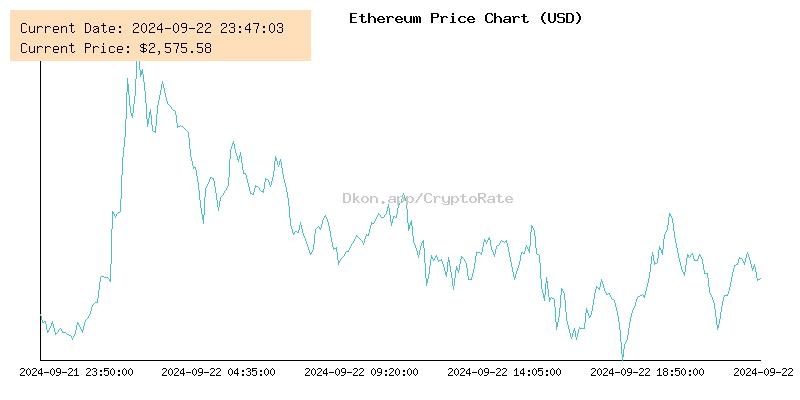 Ethereum Price Chart (USD)
Current Date: 2024-09-22 23:47:03
Current Price: $2,575.58
Dkon.app/CryptoRate
2024-09-21 23:50:00
2024-09-22 04:35:00
2024-09-22 09:20:00
2024-09-22 14:05:00
2024-09-22 18:50:00
2024-09-22